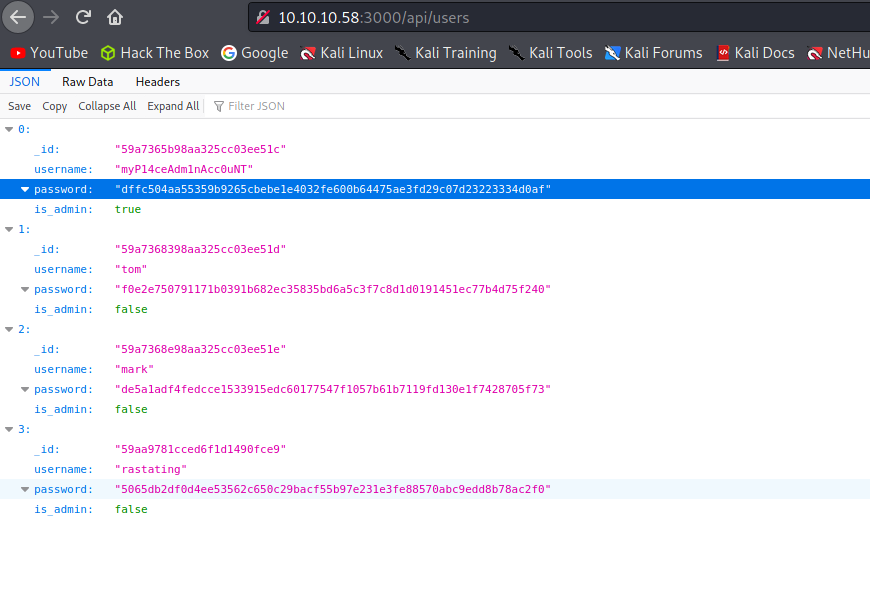 10.10.10.58:3000/api/users
YouTube Hack The Box Google Kali Linux Kali Training Kali Tools Kali Forums Kali Docs NetHu
JSON Raw Data Headers
Save Copy Collapse All Expand All Filter JSON
0:
_id: "59a7365b98aa325cc03ee51c"
username: "myP14ceAdm1nAcc0uNT"
password: "dffc504aa55359b9265cbebe1e4032fe600b64475ae3fd29c07d23223334d0af"
is_admin: true
1:
_id: "59a7368398aa325cc03ee51d"
username: "tom"
password: "f0e2e750791171b0391b682ec35835bd6a5c3f7c8d1d0191451ec77b4d75f240"
is_admin: false
2:
_id: "59a7368e98aa325cc03ee51e"
username: "mark"
password: "de5a1adf4fedcce1533915edc60177547f1057b61b7119fd130e1f7428705f73"
is_admin: false
3:
_id: "59aa9781cced6f1d1490fce9"
username: "rastating"
password: "5065db2df0d4ee53562c650c29bacf55b97e231e3fe88570abc9edd8b78ac2f0"
is_admin: false